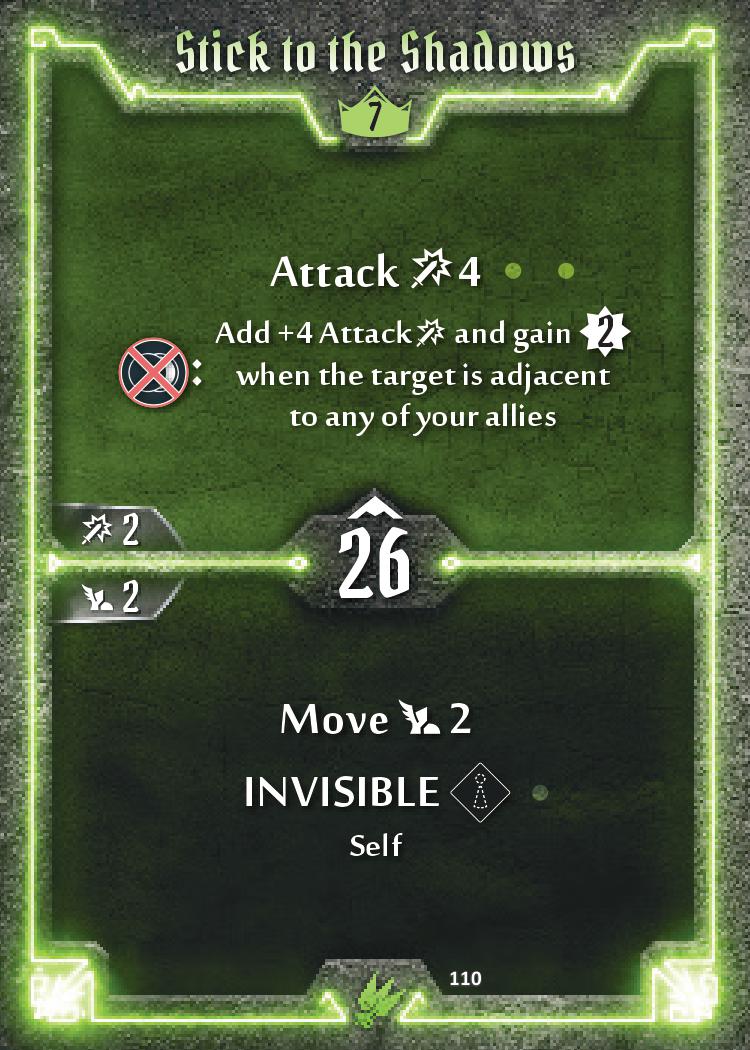 Stick to the Shadows
7
Attack 4
Add +4 Attack and gain 2
: when the target is adjacent
to any of your allies
2
26
2
Move 2
INVISIBLE
Self
110